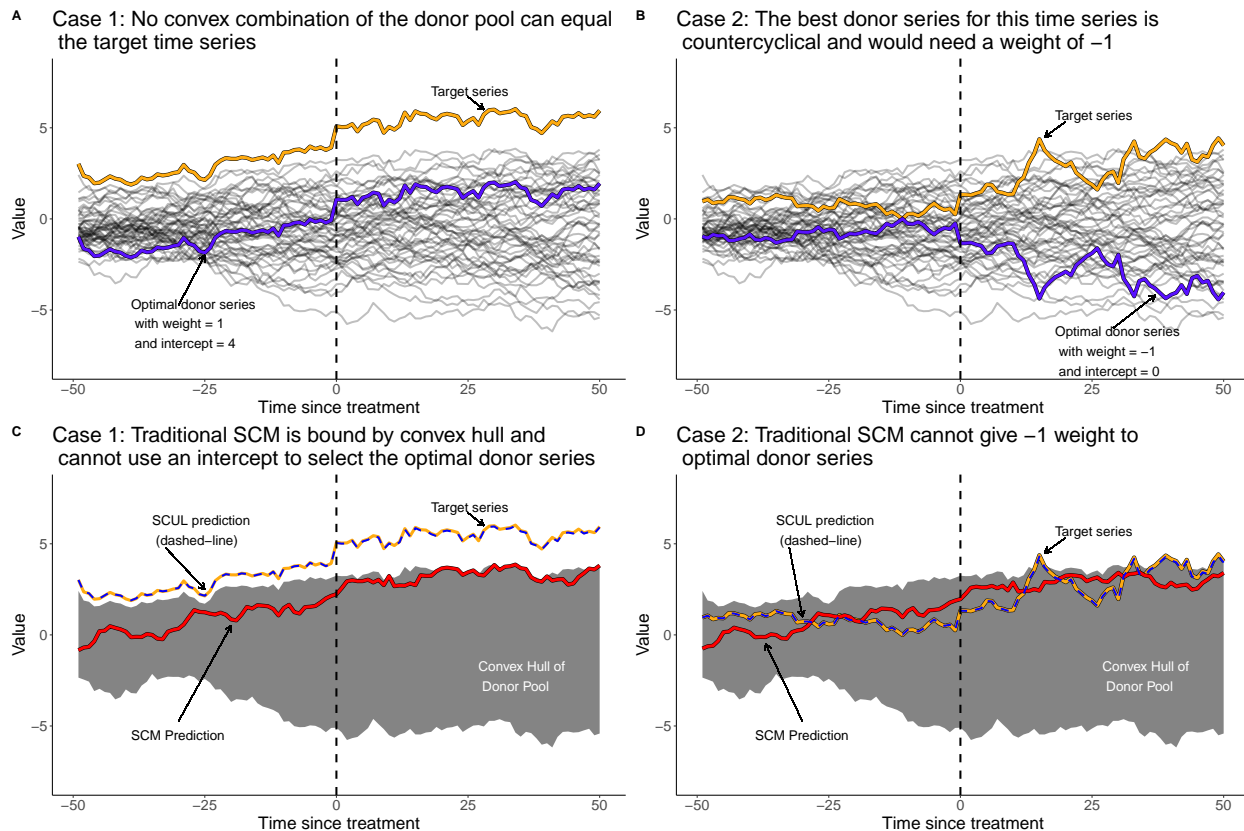 A
Case 1: No convex combination of the donor pool can equal
the target time series
Value
5
0
−5
Target series
Optimal donor series
with weight = 1
and intercept = 4
−50 −25 0 25 50
Time since treatment
B
Case 2: The best donor series for this time series is
countercyclical and would need a weight of −1
Value
5
0
−5
Target series
Optimal donor series
with weight = −1
and intercept = 0
−50 −25 0 25 50
Time since treatment
C
Case 1: Traditional SCM is bound by convex hull and
cannot use an intercept to select the optimal donor series
Value
5
0
−5
SCUL prediction
(dashed−line)
Target series
Convex Hull of
Donor Pool
SCM Prediction
−50 −25 0 25 50
Time since treatment
D
Case 2: Traditional SCM cannot give −1 weight to
optimal donor series
Value
5
0
−5
SCUL prediction
(dashed−line)
Target series
Convex Hull of
Donor Pool
SCM Prediction
−50 −25 0 25 50
Time since treatment